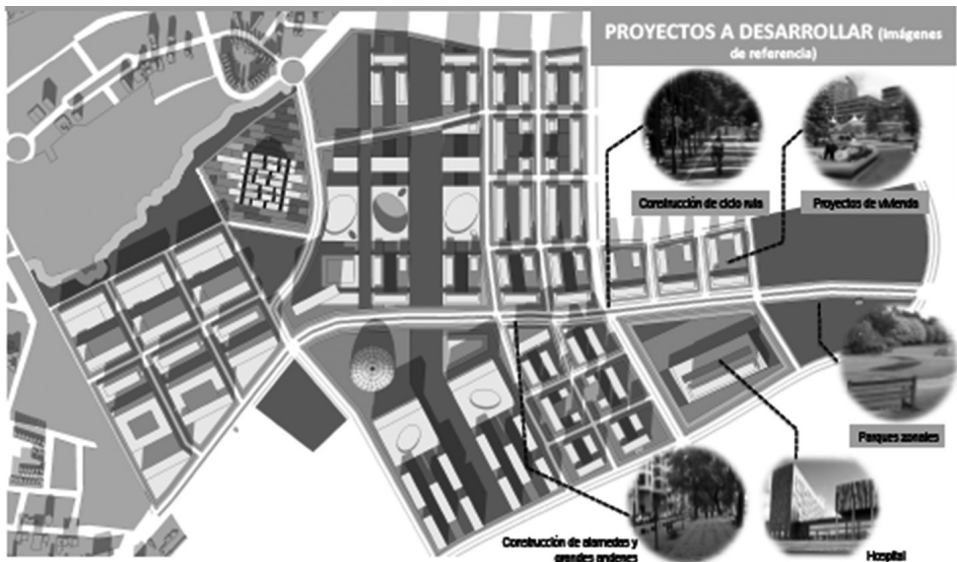 PROYECTOS A DESARROLLAR (imágenes
de referencia)
Construcción de ciclo ruta
Proyectos de vivienda
Parques zonales
Construcción de alamedas y
grandes andenes
Hospital